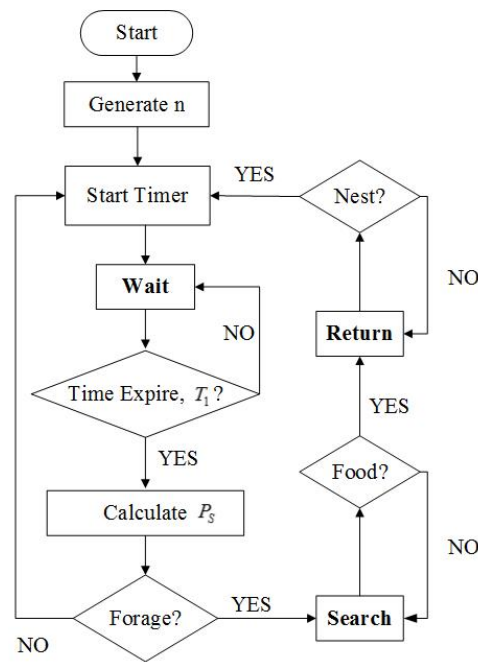 Start
Generate n
Start Timer
YES
Nest?
NO
Wait
NO
Return
Time Expire, T₁ ?
YES
YES
Food?
Calculate Pₛ
NO
Forage?
YES
Search
NO